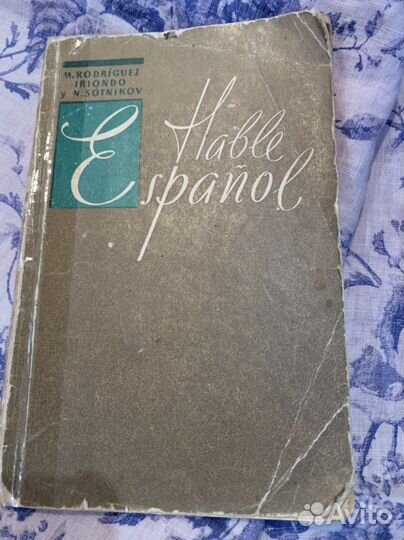 M. RODRÍGUEZ
-IRIONDO
y N. SOTNIKOV
Hable
Español
Avito